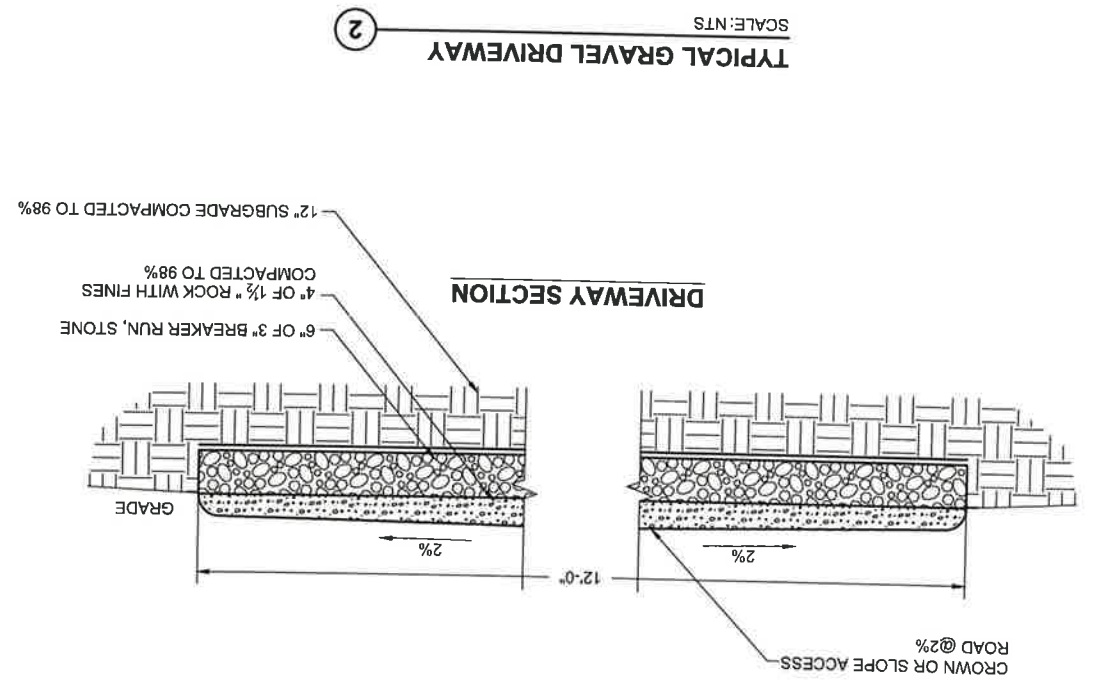 CROWN OR SLOPE ACCESS
ROAD @2%
12'-0"
2%
2%
GRADE
6" OF 3" BREAKER RUN, STONE
4" OF 1½" ROCK WITH FINES
COMPACTED TO 98%
12" SUBGRADE COMPACTED TO 98%
DRIVEWAY SECTION
TYPICAL GRAVEL DRIVEWAY
SCALE: NTS
2